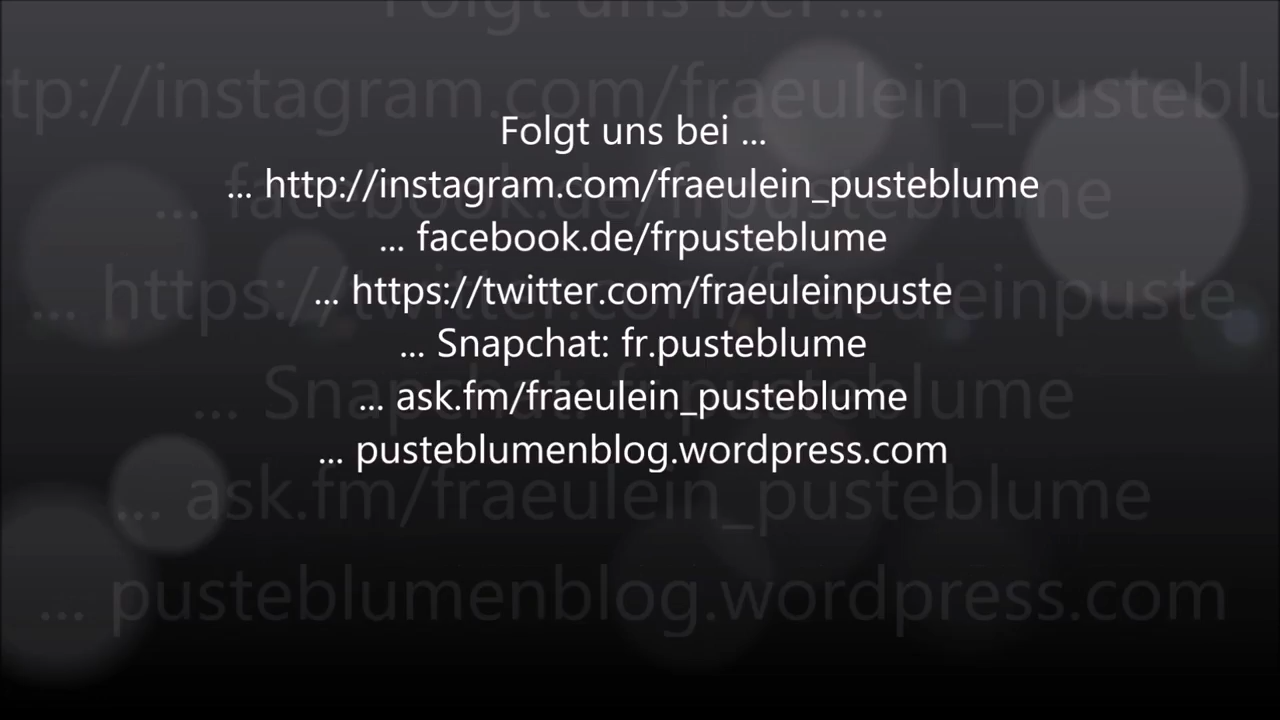 Folgt uns bei ...
... http://instagram.com/fraeulein_pusteblume
... facebook.de/frpusteblume
... https://twitter.com/fraeuleinpuste
... Snapchat: fr.pusteblume
... ask.fm/fraeulein_pusteblume
... pusteblumenblog.wordpress.com